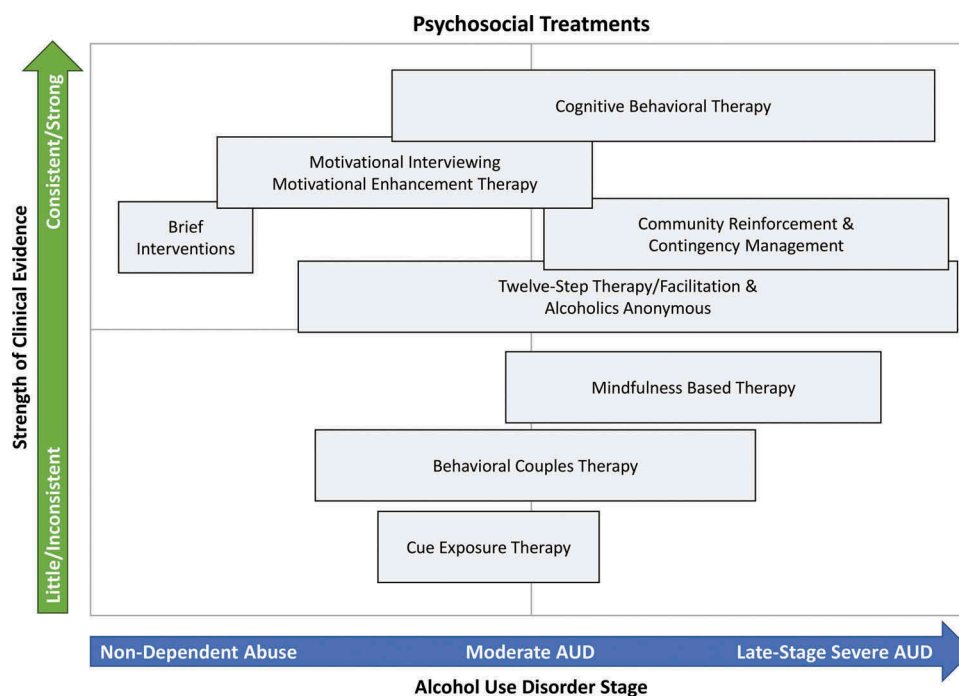 Psychosocial Treatments
Strength of Clinical Evidence
Consistent/Strong
Little/Inconsistent
Cognitive Behavioral Therapy
Motivational Interviewing
Motivational Enhancement Therapy
Brief
Interventions
Community Reinforcement &
Contingency Management
Twelve-Step Therapy/Facilitation &
Alcoholics Anonymous
Mindfulness Based Therapy
Behavioral Couples Therapy
Cue Exposure Therapy
Non-Dependent Abuse
Moderate AUD
Late-Stage Severe AUD
Alcohol Use Disorder Stage